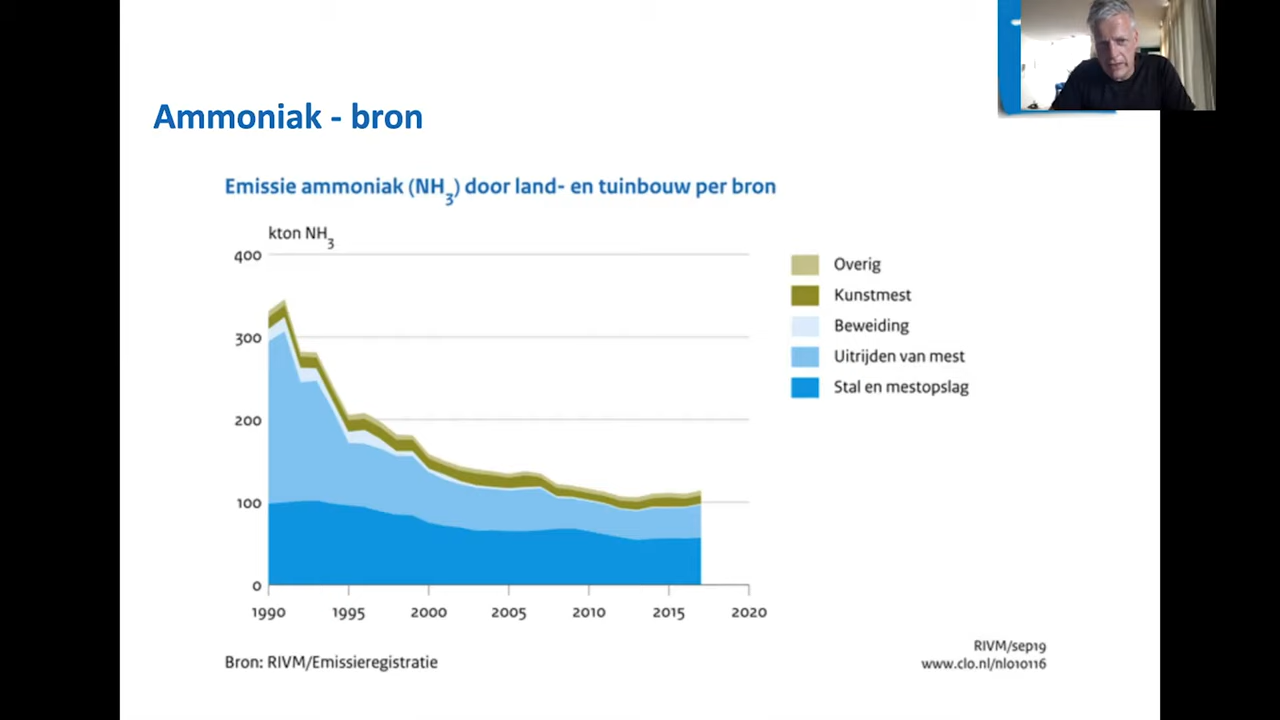 Ammoniak - bron
Emissie ammoniak (NH3) door land- en tuinbouw per bron
kton NH3
400
300
200
100
0
1990 1995 2000 2005 2010 2015 2020
Overig
Kunstmest
Beweiding
Uitrijden van mest
Stal en mestopslag
Bron: RIVM/Emissieregistratie
RIVM/sep19
www.clo.nl/nl010116